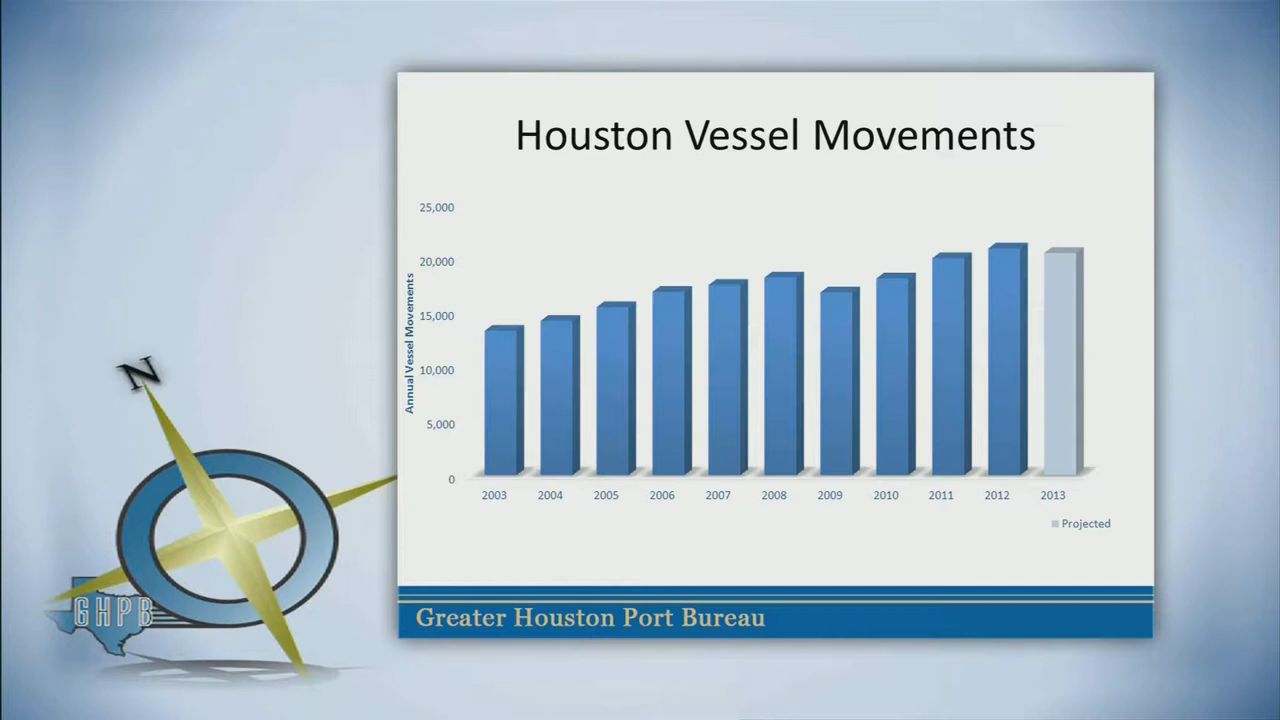 Houston Vessel Movements
25,000
20,000
15,000
10,000
5,000
0
Annual Vessel Movements
2003 2004 2005 2006 2007 2008 2009 2010 2011 2012 2013
Projected
Greater Houston Port Bureau
N
GHPB